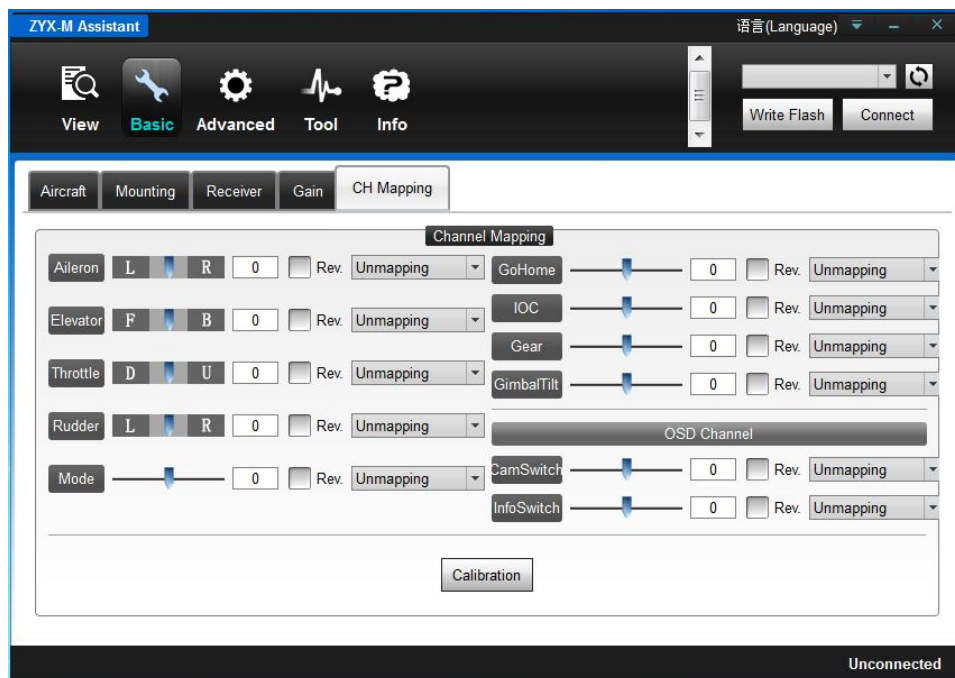 ZYX-M Assistant
语言(Language)
View Basic Advanced Tool Info
Write Flash Connect
Aircraft Mounting Receiver Gain CH Mapping
Channel Mapping
Aileron L R 0 Rev. Unmapping
Elevator F B 0 Rev. Unmapping
Throttle D U 0 Rev. Unmapping
Rudder L R 0 Rev. Unmapping
Mode 0 Rev. Unmapping
GoHome 0 Rev. Unmapping
IOC 0 Rev. Unmapping
Gear 0 Rev. Unmapping
GimbalTilt 0 Rev. Unmapping
OSD Channel
CamSwitch 0 Rev. Unmapping
InfoSwitch 0 Rev. Unmapping
Calibration
Unconnected